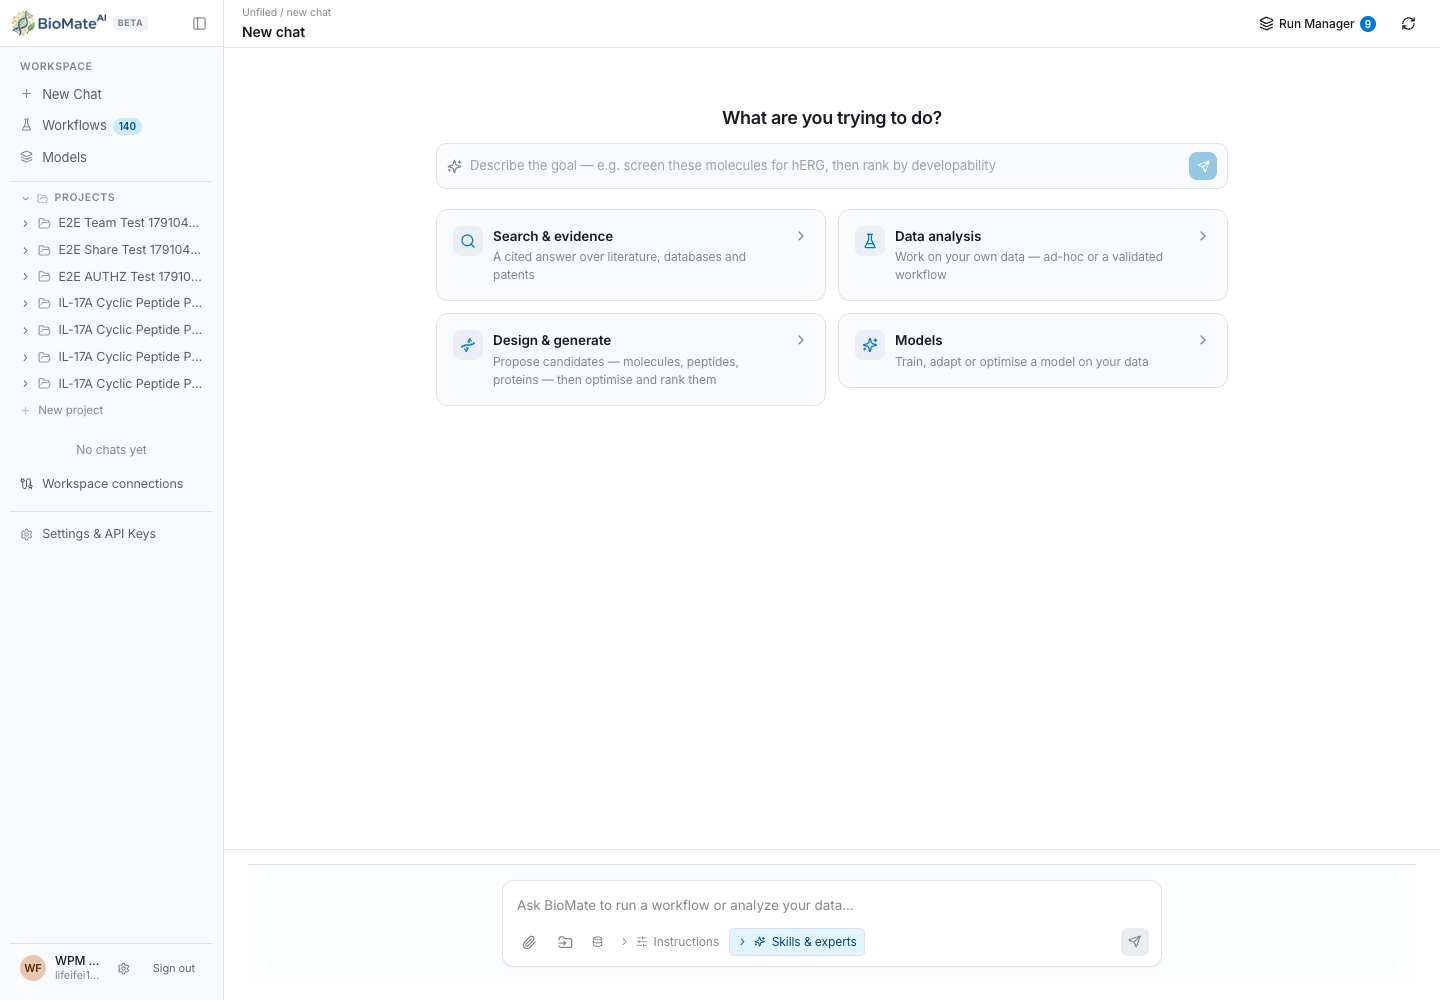 BioMate AI BETA
WORKSPACE
New Chat
Workflows 140
Models
PROJECTS
E2E Team Test 179104...
E2E Share Test 179104...
E2E AUTHZ Test 17910...
IL-17A Cyclic Peptide P...
IL-17A Cyclic Peptide P...
IL-17A Cyclic Peptide P...
IL-17A Cyclic Peptide P...
New project
No chats yet
Workspace connections
Settings & API Keys
WF
WPM ...
lifeifei1...
Sign out
Unfiled / new chat
New chat
Run Manager 9
What are you trying to do?
Describe the goal — e.g. screen these molecules for hERG, then rank by developability
Search & evidence
A cited answer over literature, databases and
patents
Data analysis
Work on your own data — ad-hoc or a validated
workflow
Design & generate
Propose candidates — molecules, peptides,
proteins — then optimise and rank them
Models
Train, adapt or optimise a model on your data
Ask BioMate to run a workflow or analyze your data...
Instructions
Skills & experts